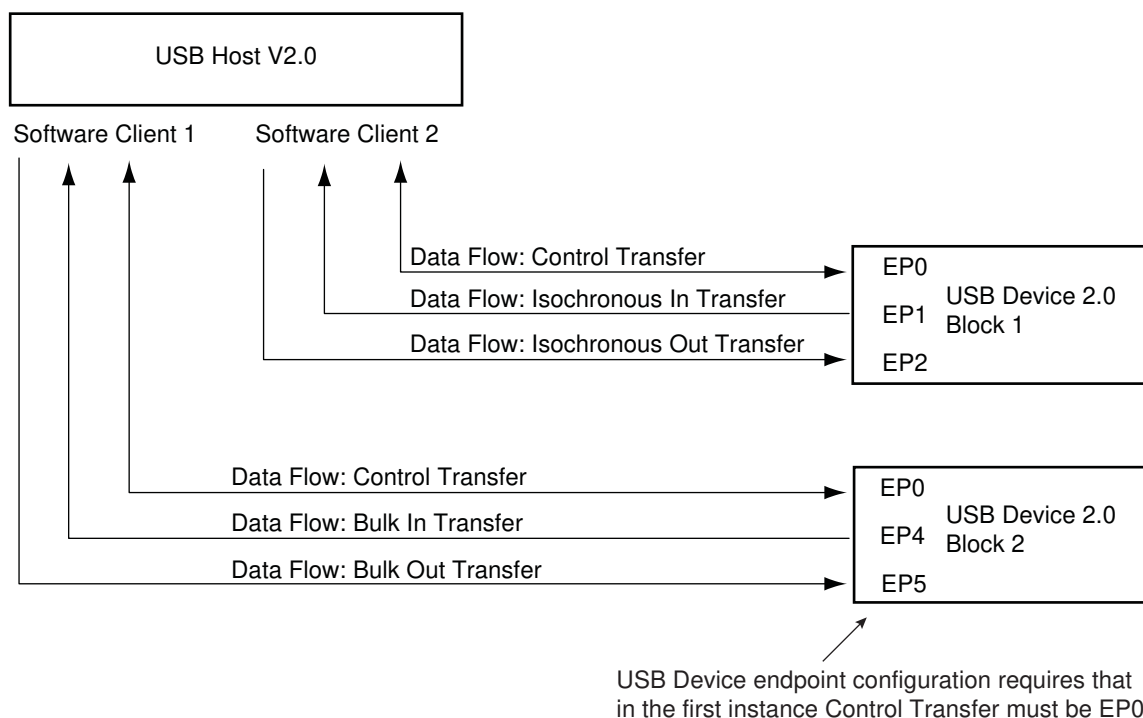 USB Host V2.0
Software Client 1
Software Client 2
Data Flow: Control Transfer
EP0
Data Flow: Isochronous In Transfer
EP1
USB Device 2.0
Block 1
Data Flow: Isochronous Out Transfer
EP2
Data Flow: Control Transfer
EP0
Data Flow: Bulk In Transfer
EP4
USB Device 2.0
Block 2
Data Flow: Bulk Out Transfer
EP5
USB Device endpoint configuration requires that
in the first instance Control Transfer must be EP0